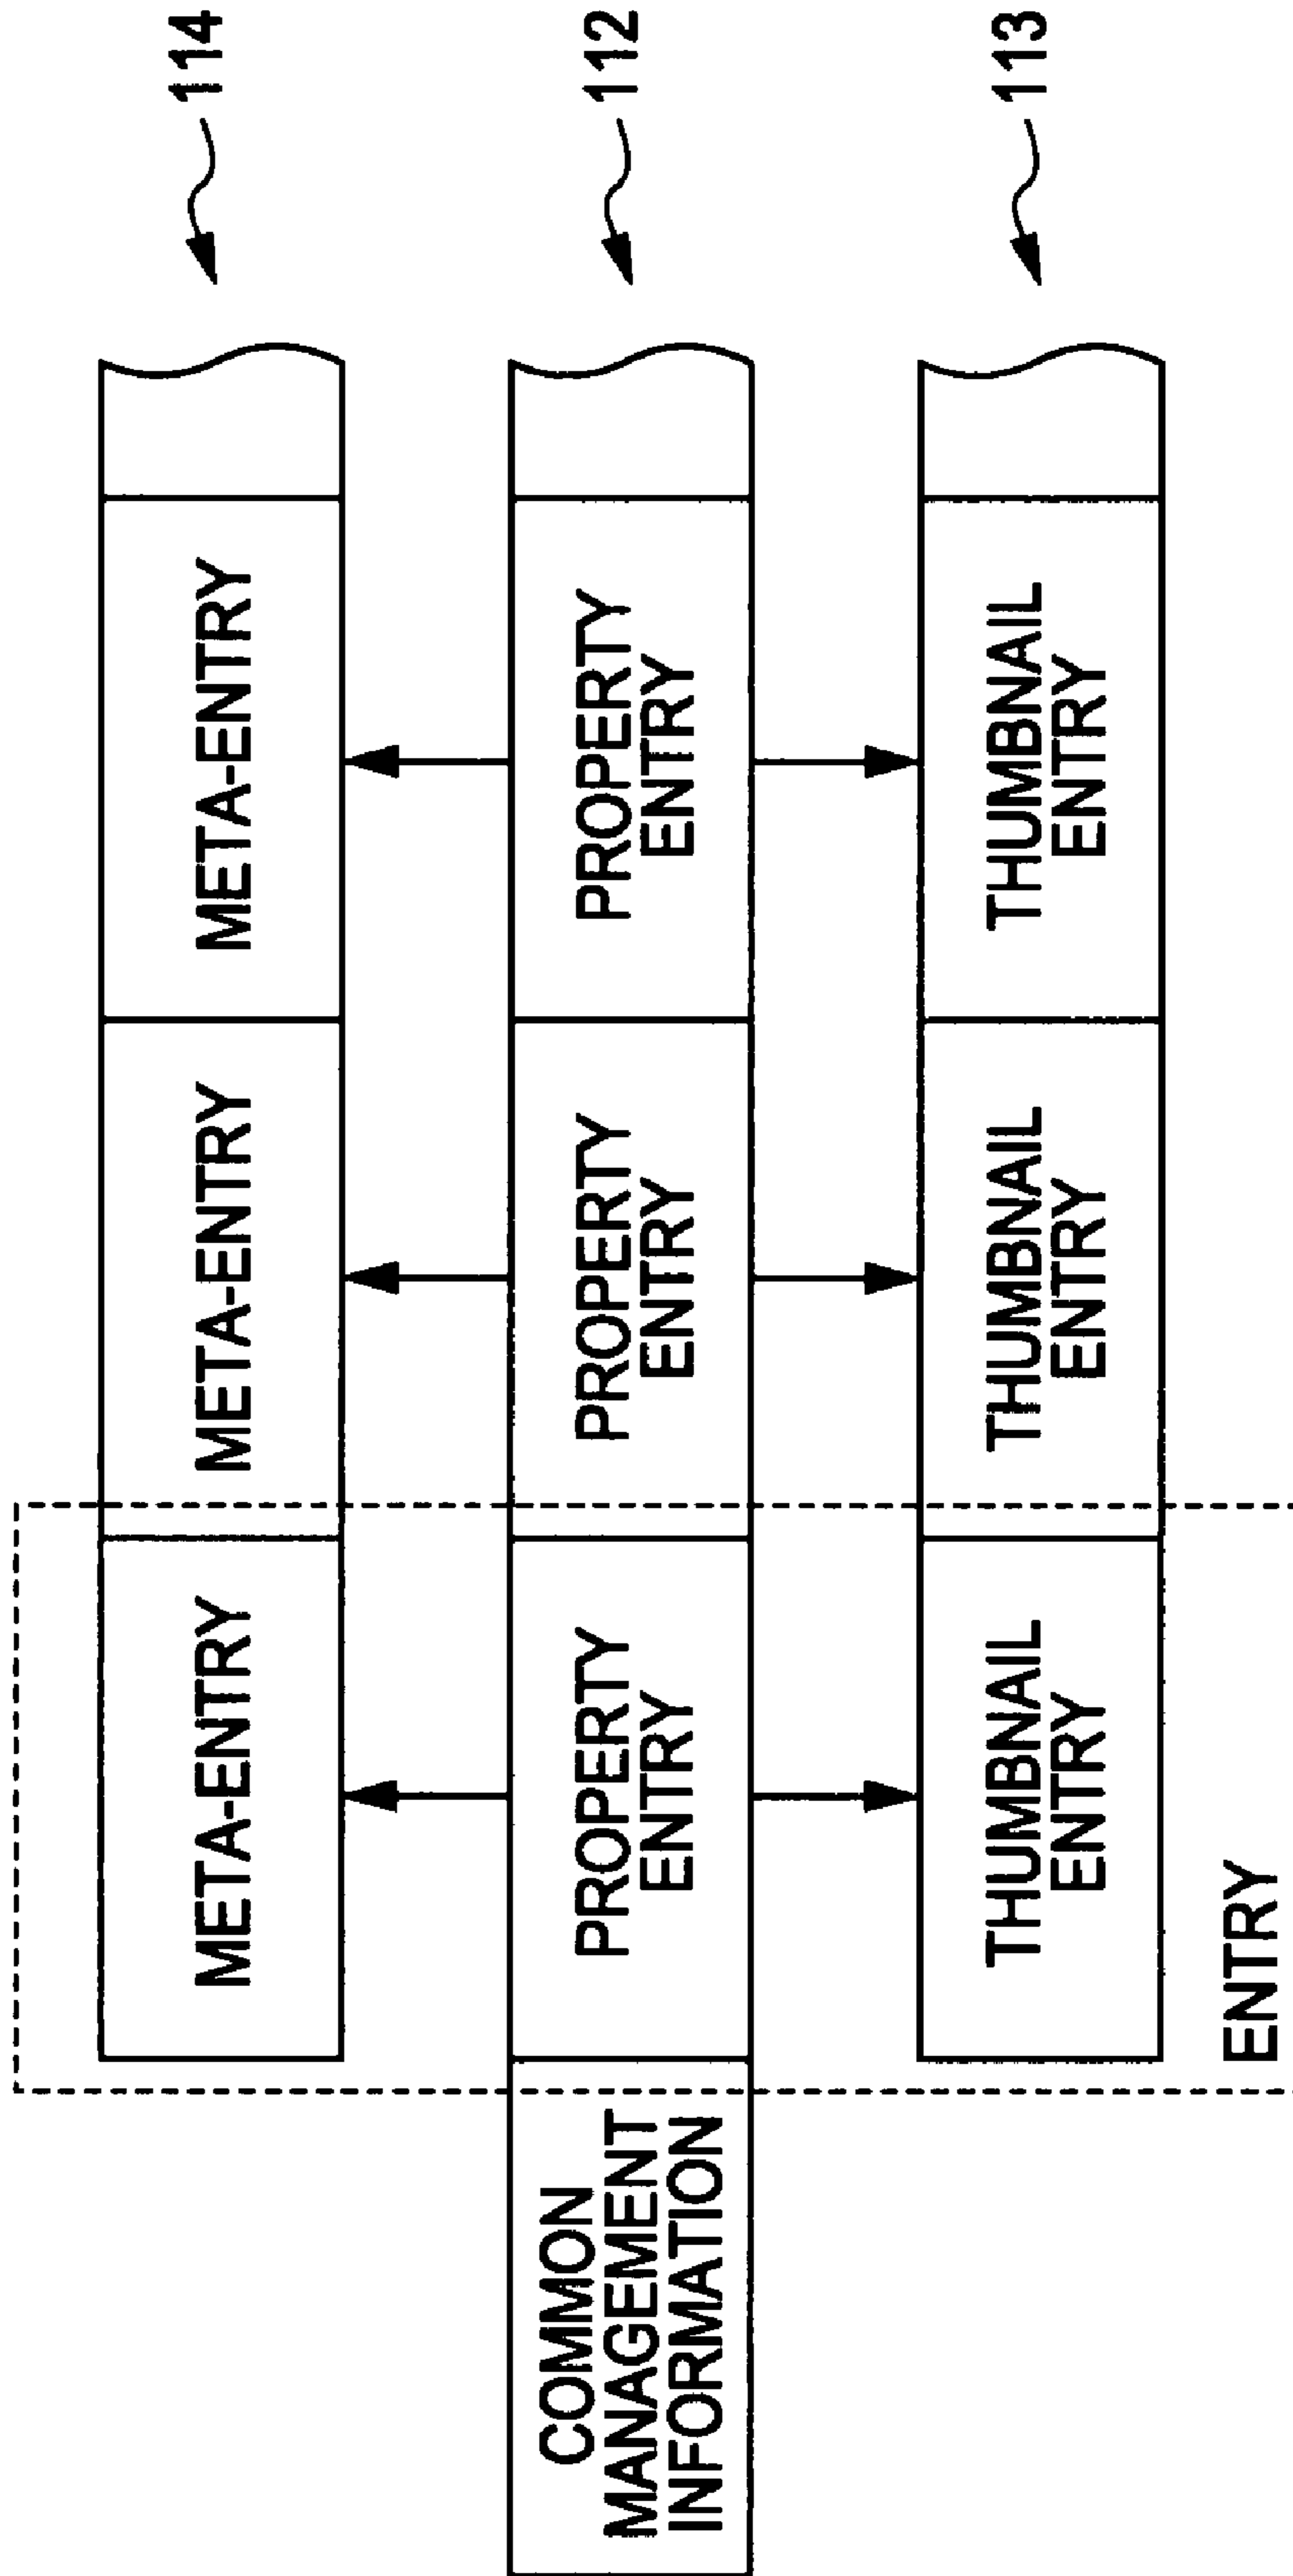 META-ENTRY
META-ENTRY
META-ENTRY
114
COMMON
MANAGEMENT
INFORMATION
PROPERTY
ENTRY
PROPERTY
ENTRY
PROPERTY
ENTRY
112
THUMBNAIL
ENTRY
THUMBNAIL
ENTRY
THUMBNAIL
ENTRY
113
ENTRY